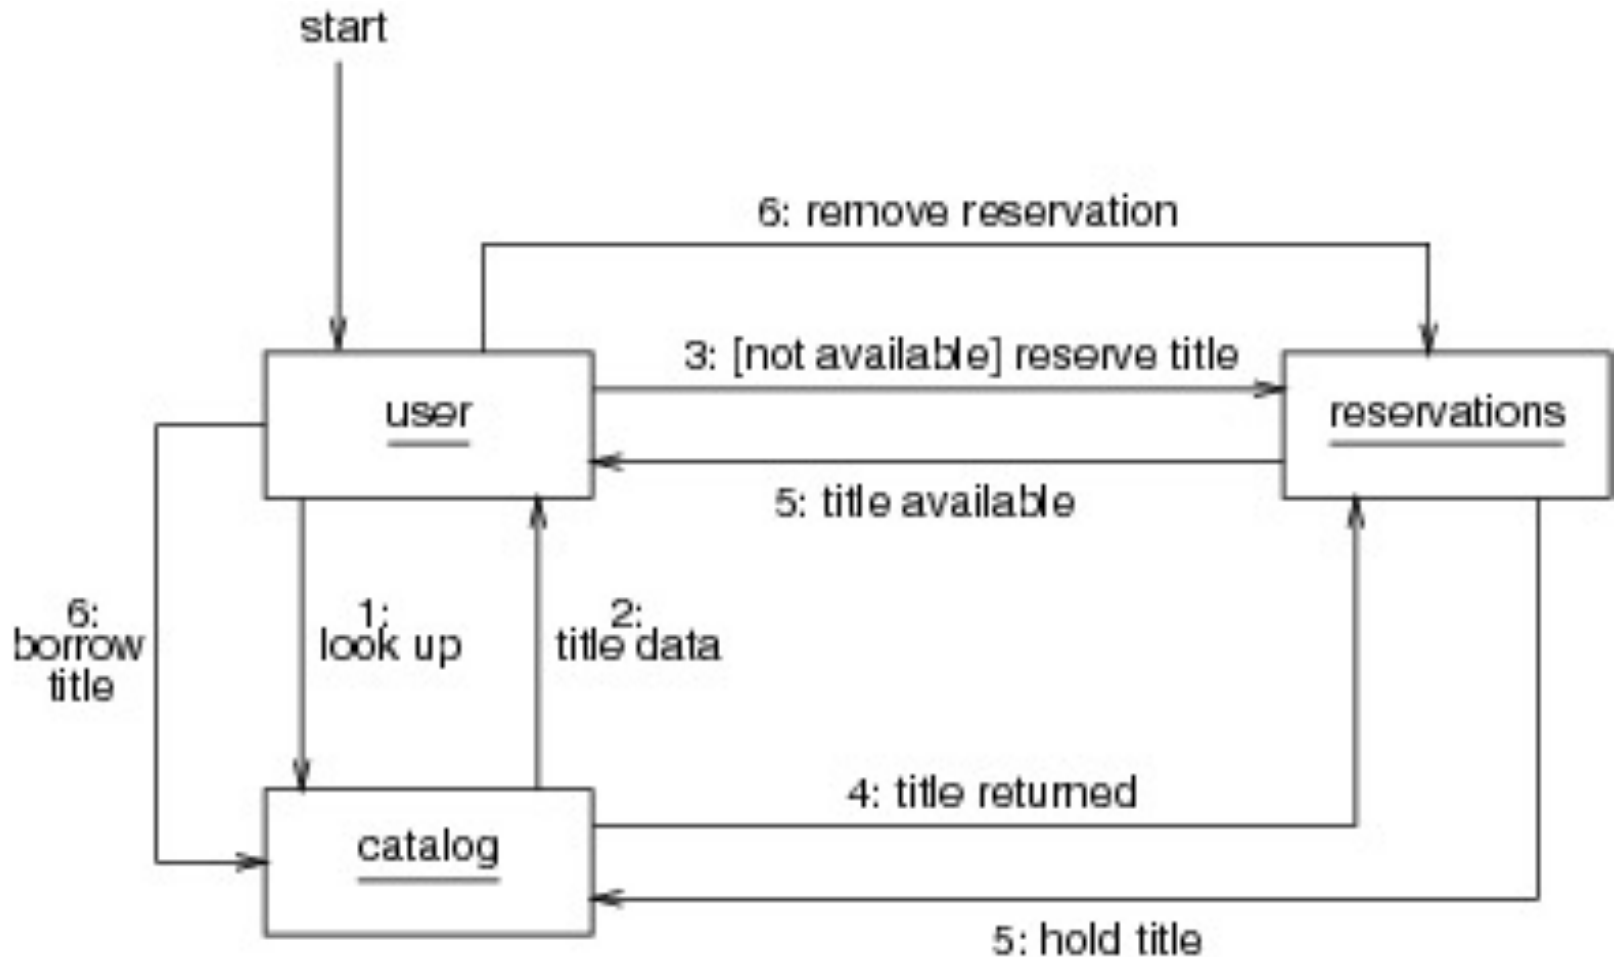 start
6: remove reservation
3: [not available] reserve title
user
reservations
5: title available
6:
borrow
title
1:
look up
2:
title data
4: title returned
catalog
5: hold title